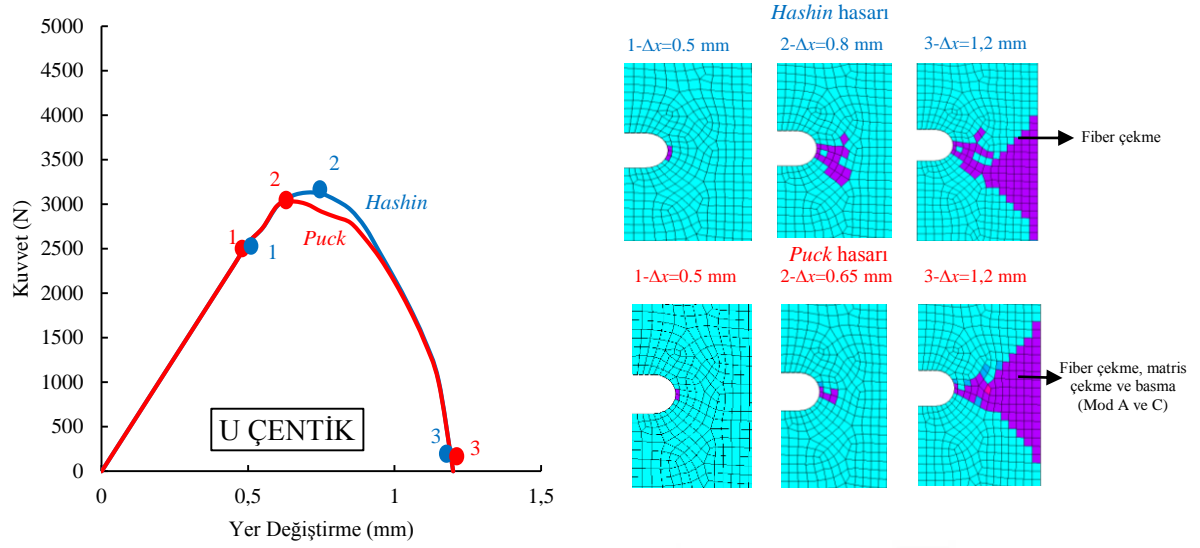 5000
4500
4000
3500
3000
2500
2000
1500
1000
500
0
Kuvvet (N)
0
0,5
1
1,5
Yer Değiştirme (mm)
2
2
Hashin
Puck
1
1
3
3
U ÇENTİK
Hashin hasarı
1-Δx=0.5 mm
2-Δx=0.8 mm
3-Δx=1,2 mm
Fiber çekme
Puck hasarı
1-Δx=0.5 mm
2-Δx=0.65 mm
3-Δx=1,2 mm
Fiber çekme, matris
çekme ve basma
(Mod A ve C)